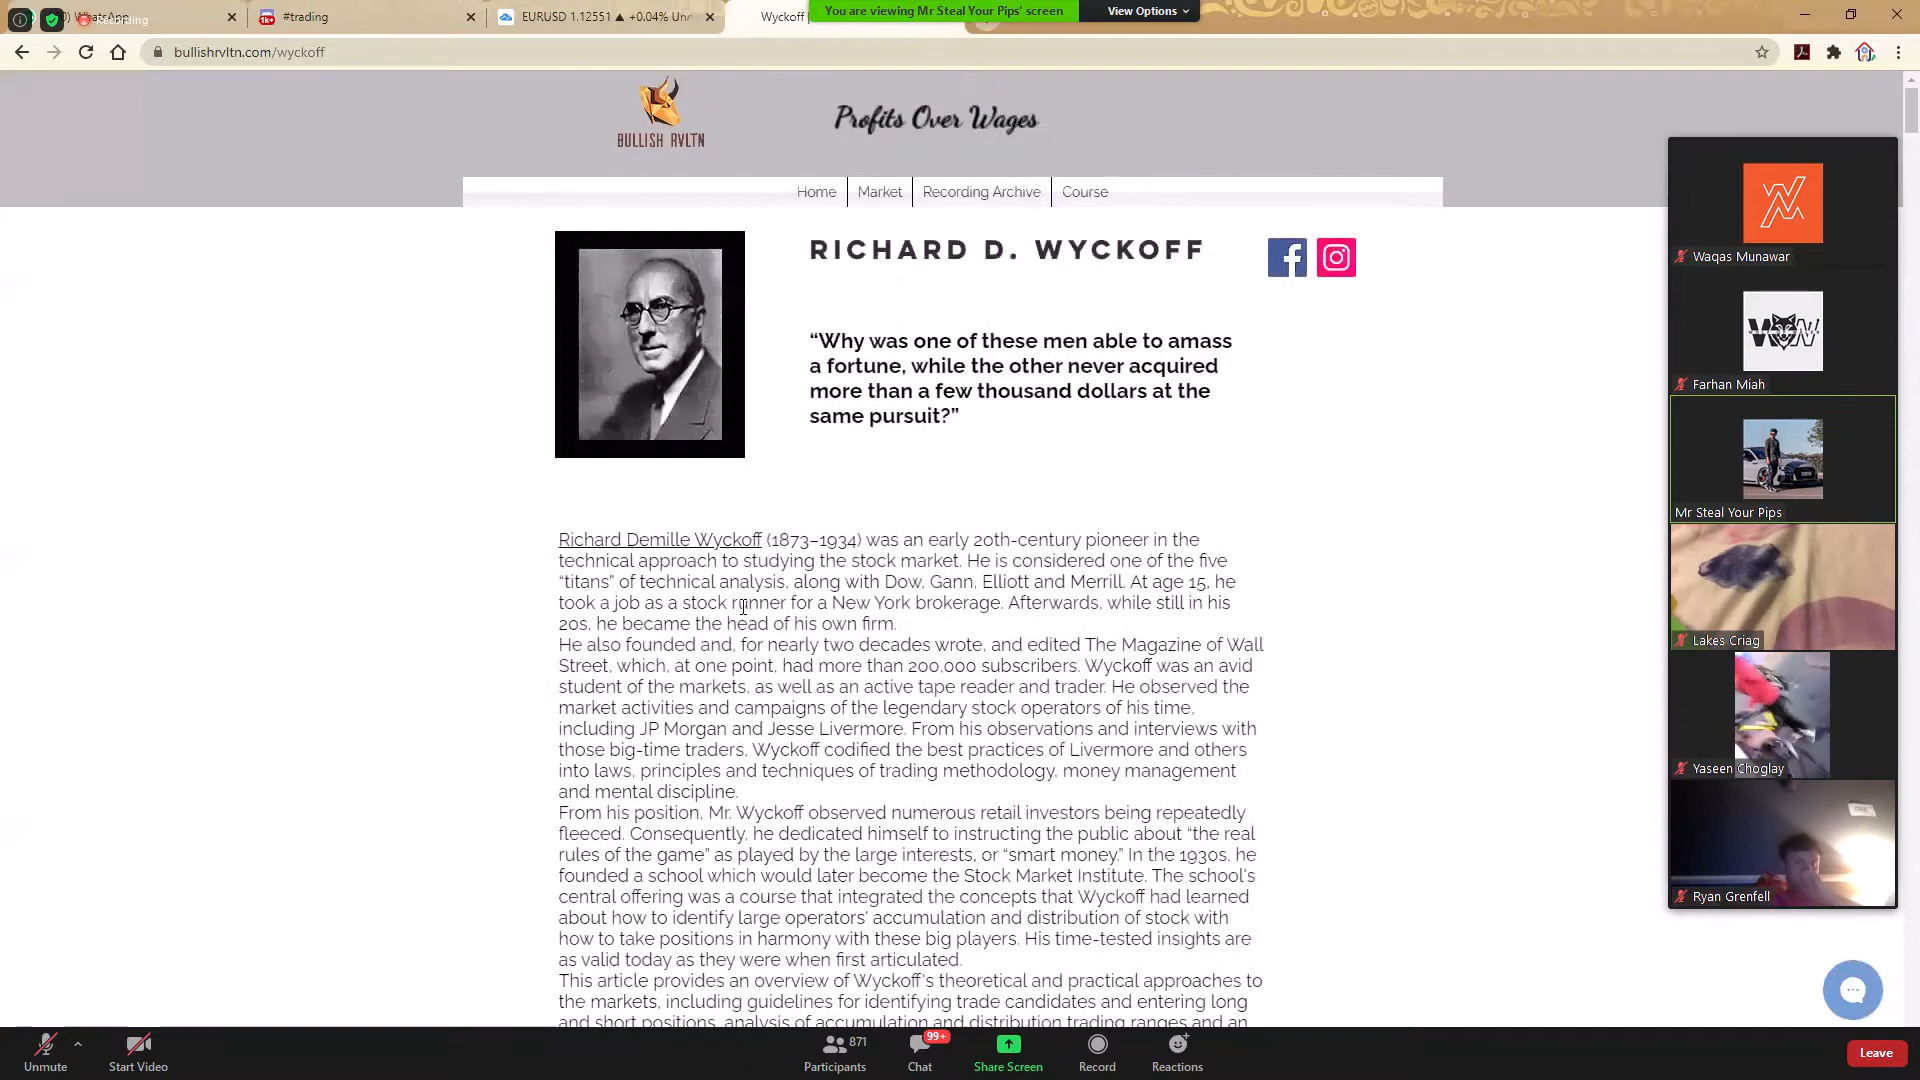 WhatsApp
Recording
#trading
EURUSD 1.12551 ▲ +0.04%
Wyckoff |
You are viewing Mr Steal Your Pips' screen
View Options
bullishrvltn.com/wyckoff
BULLISH RVLTN
Profits Over Wages
Home
Market
Recording Archive
Course
RICHARD D. WYCKOFF
“Why was one of these men able to amass
a fortune, while the other never acquired
more than a few thousand dollars at the
same pursuit?”
Richard Demille Wyckoff (1873–1934) was an early 20th-century pioneer in the
technical approach to studying the stock market. He is considered one of the five
“titans” of technical analysis, along with Dow, Gann, Elliott and Merrill. At age 15, he
took a job as a stock runner for a New York brokerage. Afterwards, while still in his
20s, he became the head of his own firm.
He also founded and, for nearly two decades wrote, and edited The Magazine of Wall
Street, which, at one point, had more than 200,000 subscribers. Wyckoff was an avid
student of the markets, as well as an active tape reader and trader. He observed the
market activities and campaigns of the legendary stock operators of his time,
including JP Morgan and Jesse Livermore. From his observations and interviews with
those big-time traders, Wyckoff codified the best practices of Livermore and others
into laws, principles and techniques of trading methodology, money management
and mental discipline.
From his position, Mr. Wyckoff observed numerous retail investors being repeatedly
fleeced. Consequently, he dedicated himself to instructing the public about “the real
rules of the game” as played by the large interests, or “smart money.” In the 1930s, he
founded a school which would later become the Stock Market Institute. The school's
central offering was a course that integrated the concepts that Wyckoff had learned
about how to identify large operators' accumulation and distribution of stock with
how to take positions in harmony with these big players. His time-tested insights are
as valid today as they were when first articulated.
This article provides an overview of Wyckoff's theoretical and practical approaches to
the markets, including guidelines for identifying trade candidates and entering long
and short positions, analysis of accumulation and distribution trading ranges and an
Waqas Munawar
WN
Farhan Miah
Mr Steal Your Pips
Lakes Criag
Yaseen Choglay
Ryan Grenfell
Unmute
Start Video
871
Participants
99+
Chat
Share Screen
Record
Reactions
Leave